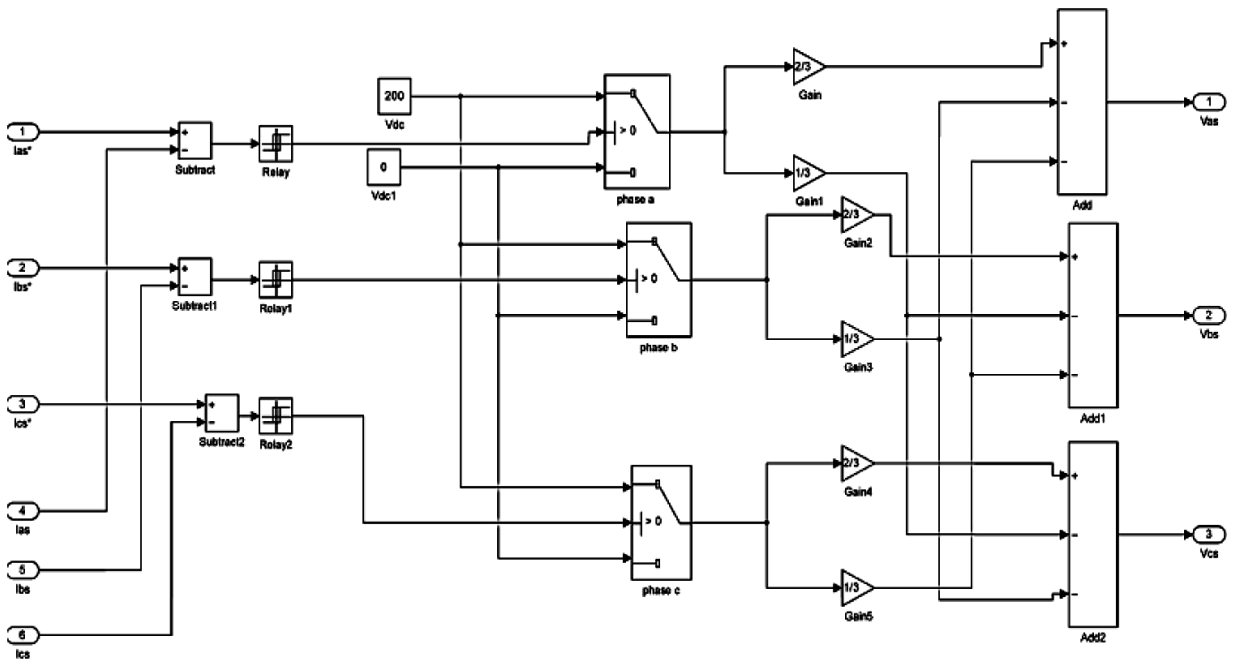 1
Ias*
+
−
Subtract
Relay
200
Vdc
0
Vdc1
> 0
phase a
2/3
Gain
1/3
Gain1
+
−
−
Add
1
Vas
2
Ibs*
+
−
Subtract1
Rolay1
> 0
phase b
2/3
Gain2
1/3
Gain3
+
−
−
Add1
2
Vbs
3
Ics*
+
−
Subtract2
Rolay2
> 0
phase c
2/3
Gain4
1/3
Gain5
+
−
−
Add2
3
Vcs
4
Ias
5
Ibs
6
Ics